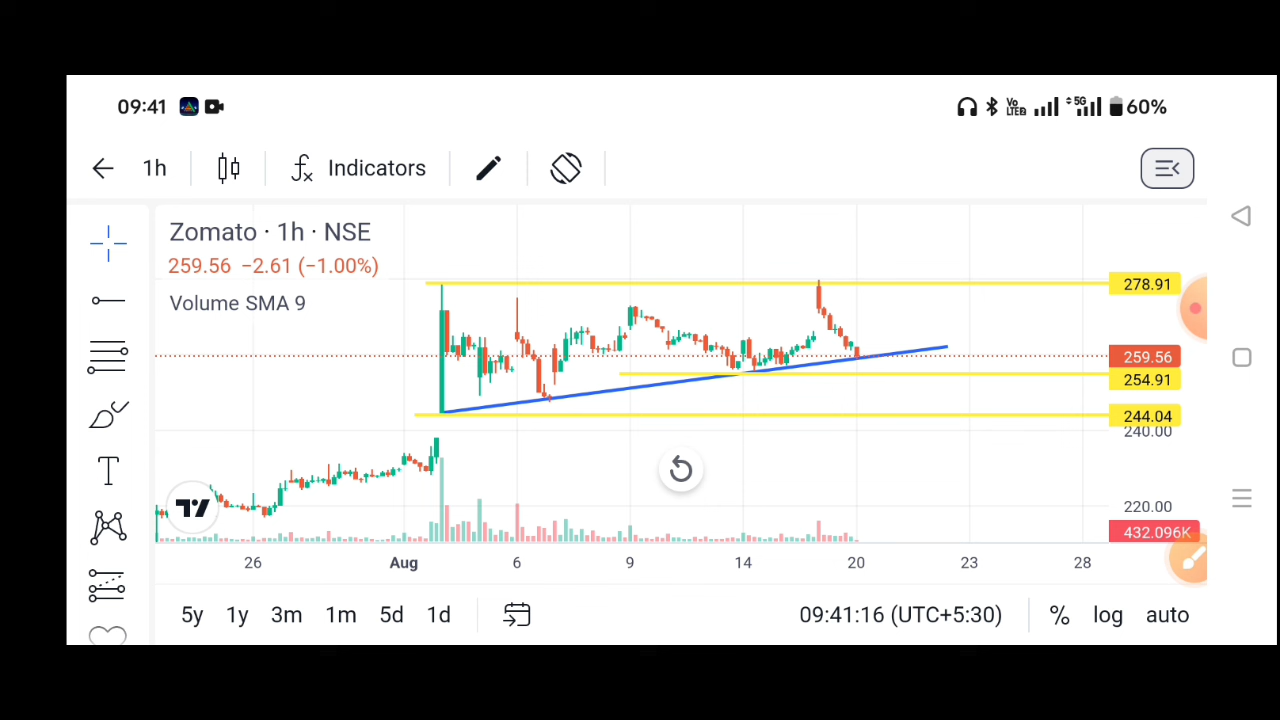 09:41 VoLTE2 5G 60%
1h Indicators
Zomato · 1h · NSE
259.56 −2.61 (−1.00%)
Volume SMA 9
278.91
259.56
254.91
244.04
240.00
220.00
432.096K
26 Aug 6 9 14 20 23 28
5y 1y 3m 1m 5d 1d 09:41:16 (UTC+5:30) % log auto
T